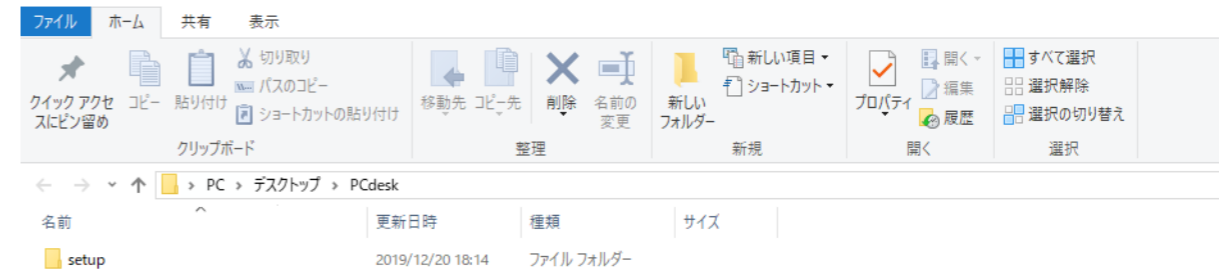 ファイル ホーム 共有 表示
クイック アクセスにピン留め
コピー
貼り付け
切り取り
パスのコピー
ショートカットの貼り付け
クリップボード
移動先
コピー先
削除
名前の変更
整理
新しいフォルダー
新しい項目
ショートカット
新規
プロパティ
開く
編集
履歴
開く
すべて選択
選択解除
選択の切り替え
選択
PC > デスクトップ > PCdesk
名前 更新日時 種類 サイズ
setup 2019/12/20 18:14 ファイル フォルダー